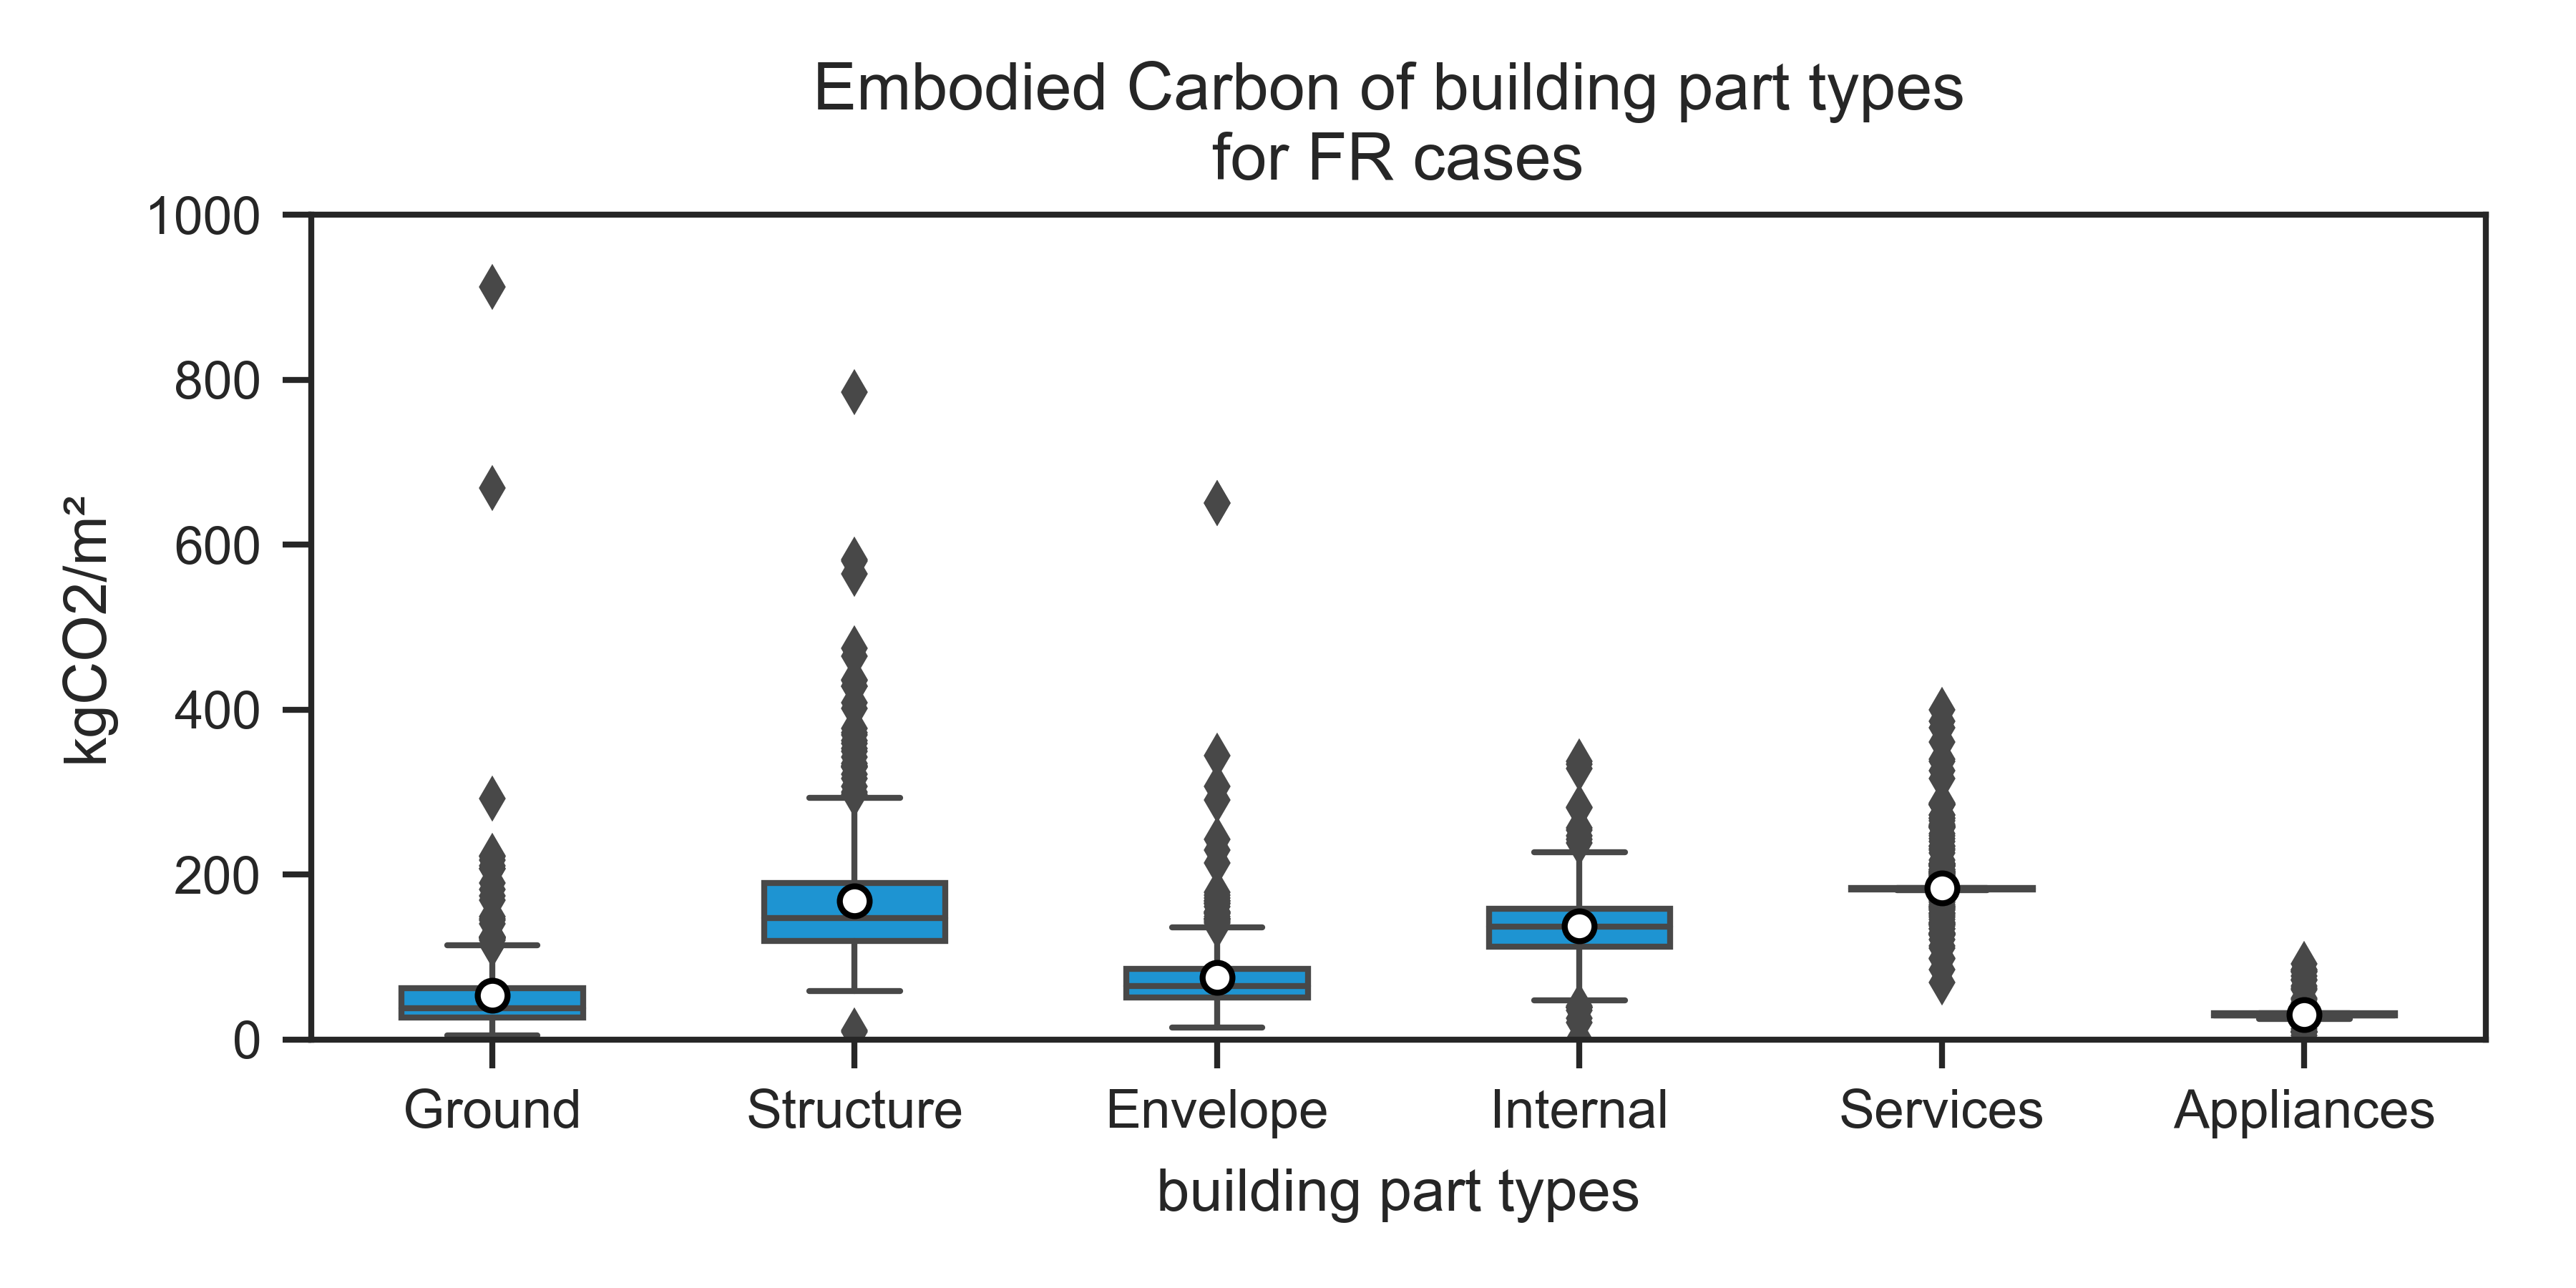 Embodied Carbon of building part types
for FR cases
1000
800
600
400
200
0
kgCO2/m²
Ground Structure Envelope Internal Services Appliances
building part types